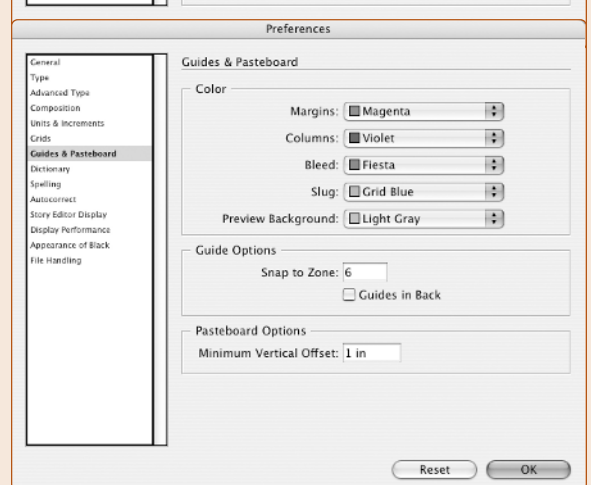 Preferences
General
Type
Advanced Type
Composition
Units & Increments
Grids
Guides & Pasteboard
Dictionary
Spelling
Autocorrect
Story Editor Display
Display Performance
Appearance of Black
File Handling
Guides & Pasteboard
Color
Margins: Magenta
Columns: Violet
Bleed: Fiesta
Slug: Grid Blue
Preview Background: Light Gray
Guide Options
Snap to Zone: 6
Guides in Back
Pasteboard Options
Minimum Vertical Offset: 1 in
Reset OK